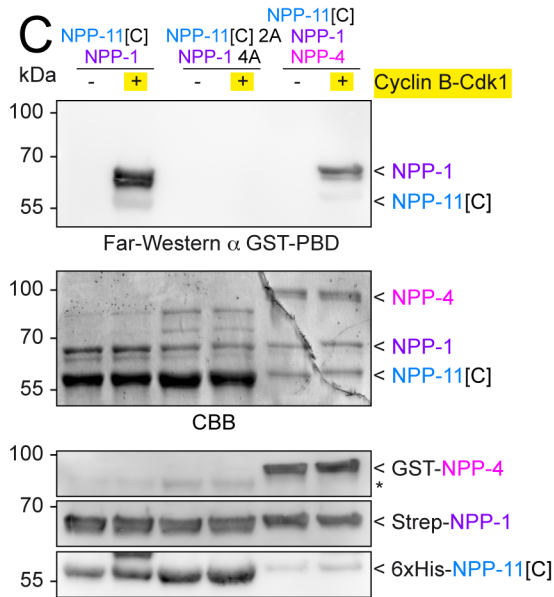 C
NPP-11[C]
NPP-11[C] NPP-11[C] 2A NPP-1
NPP-1 NPP-1 4A NPP-4
kDa
- + - + - + Cyclin B-Cdk1
100
70
< NPP-1
< NPP-11[C]
55
Far-Western α GST-PBD
100
< NPP-4
70
< NPP-1
< NPP-11[C]
55
CBB
100
< GST-NPP-4
*
70
< Strep-NPP-1
< 6xHis-NPP-11[C]
55